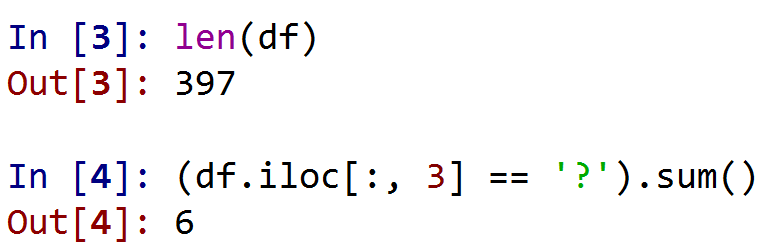 In [3]: len(df)
Out[3]: 397
In [4]: (df.iloc[:, 3] == '?').sum()
Out[4]: 6